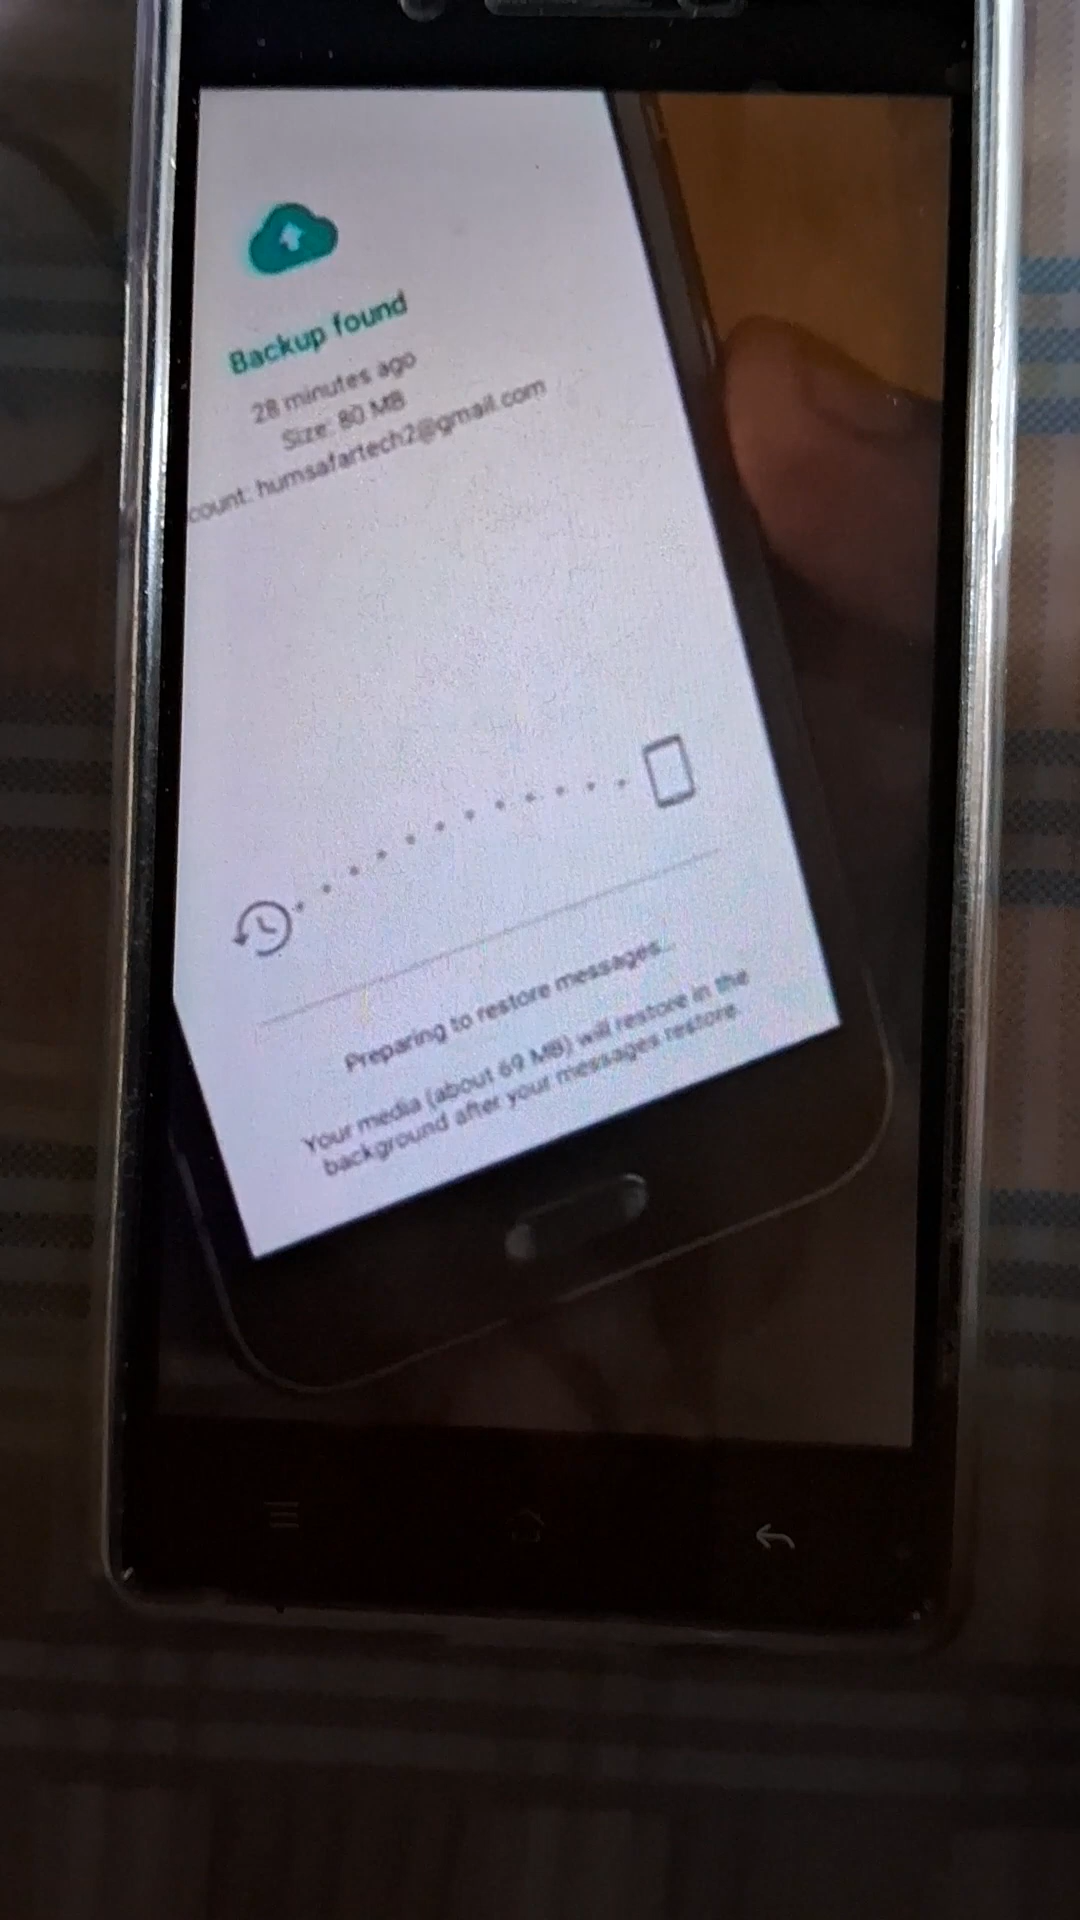 Backup found
28 minutes ago
Size: 80 MB
count: humsafartech2@gmail.com
Preparing to restore messages...
Your media (about 69 MB) will restore in the
background after your messages restore.